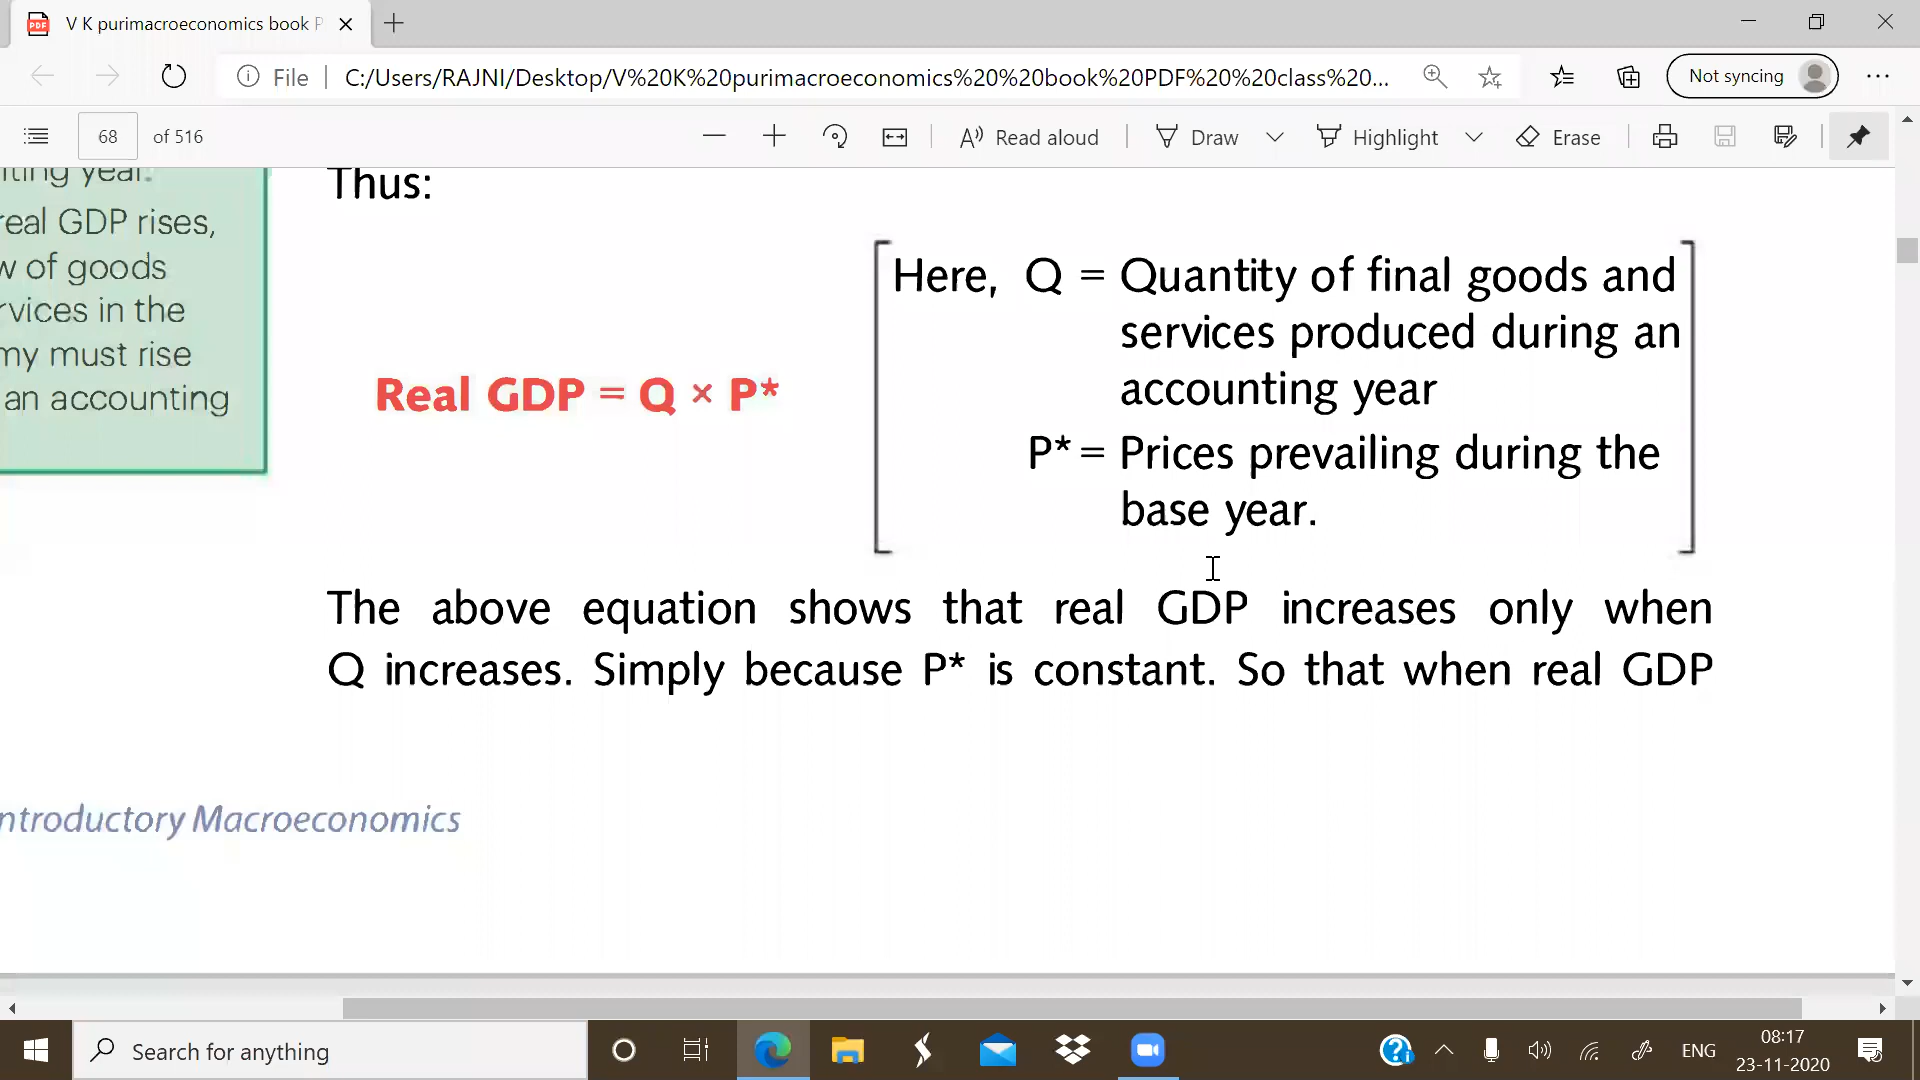 V K purimacroeconomics book P
File
C:/Users/RAJNI/Desktop/V%20K%20purimacroeconomics%20%20book%20PDF%20%20class%20...
Not syncing
68 of 516
Read aloud
Draw
Highlight
Erase
year.
real GDP rises,
w of goods
rvices in the
my must rise
an accounting
Thus:
Real GDP = Q × P*
Here, Q = Quantity of final goods and
services produced during an
accounting year
P* = Prices prevailing during the
base year.
The above equation shows that real GDP increases only when
Q increases. Simply because P* is constant. So that when real GDP
ntroductory Macroeconomics
Search for anything
ENG
08:17
23-11-2020